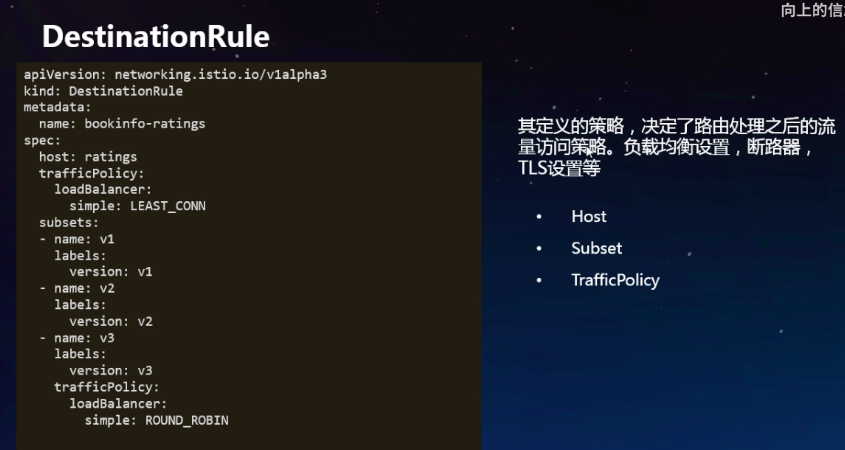 向上的信
DestinationRule
apiVersion: networking.istio.io/v1alpha3
kind: DestinationRule
metadata:
  name: bookinfo-ratings
spec:
  host: ratings
  trafficPolicy:
    loadBalancer:
      simple: LEAST_CONN
  subsets:
  - name: v1
    labels:
      version: v1
  - name: v2
    labels:
      version: v2
  - name: v3
    labels:
      version: v3
    trafficPolicy:
      loadBalancer:
        simple: ROUND_ROBIN
其定义的策略，决定了路由处理之后的流
量访问策略。负载均衡设置，断路器，
TLS设置等
• Host
• Subset
• TrafficPolicy